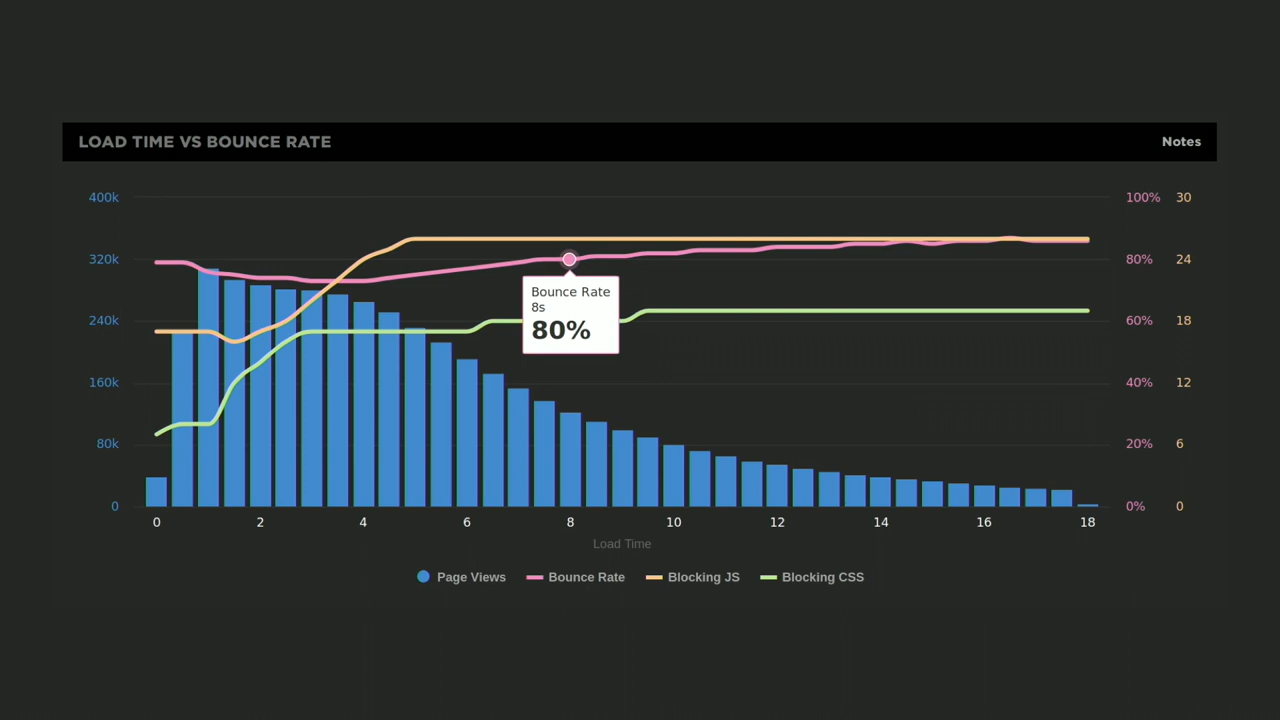 LOAD TIME VS BOUNCE RATE
Notes
400k
100%
30
320k
80%
24
Bounce Rate
8s
80%
240k
60%
18
160k
40%
12
80k
20%
6
0
0%
0
0 2 4 6 8 10 12 14 16 18
Load Time
Page Views Bounce Rate Blocking JS Blocking CSS